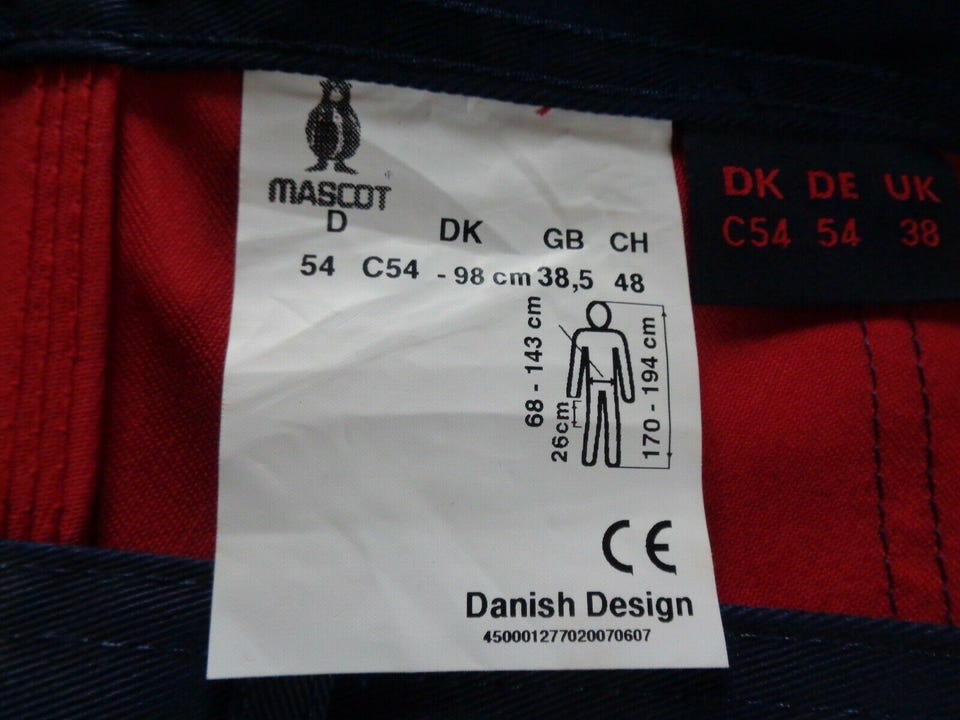 MASCOT
D DK GB CH
54 C54 - 98 cm 38,5 48
68 - 143 cm
26cm
170 - 194 cm
CE
Danish Design
450001277020070607
DK DE UK
C54 54 38